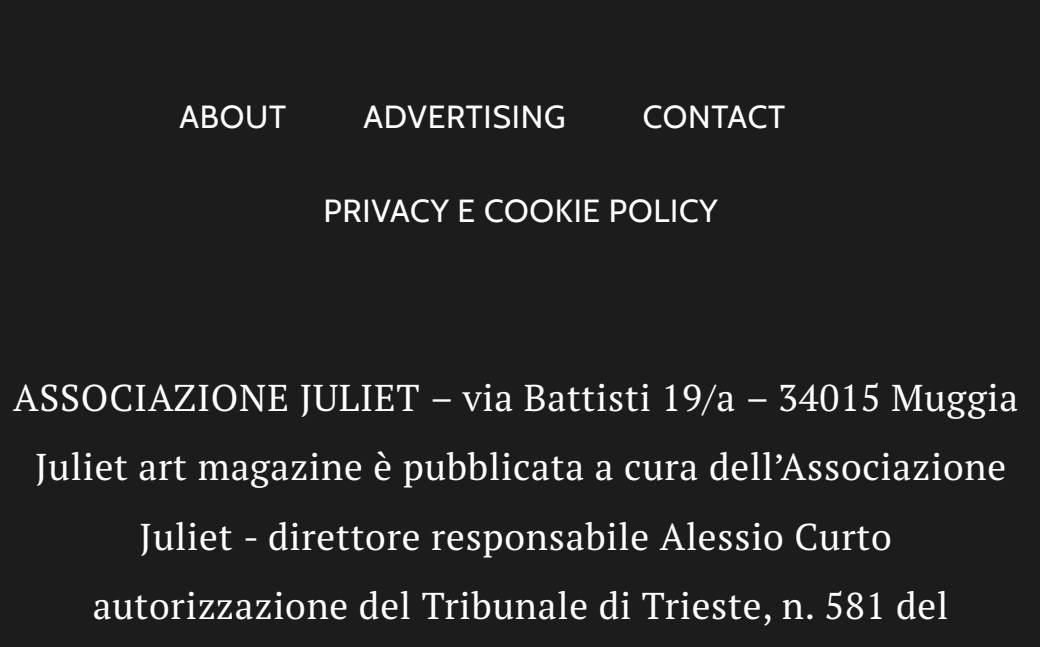 ABOUT ADVERTISING CONTACT
PRIVACY E COOKIE POLICY
ASSOCIAZIONE JULIET – via Battisti 19/a – 34015 Muggia
Juliet art magazine è pubblicata a cura dell’Associazione
Juliet - direttore responsabile Alessio Curto
autorizzazione del Tribunale di Trieste, n. 581 del